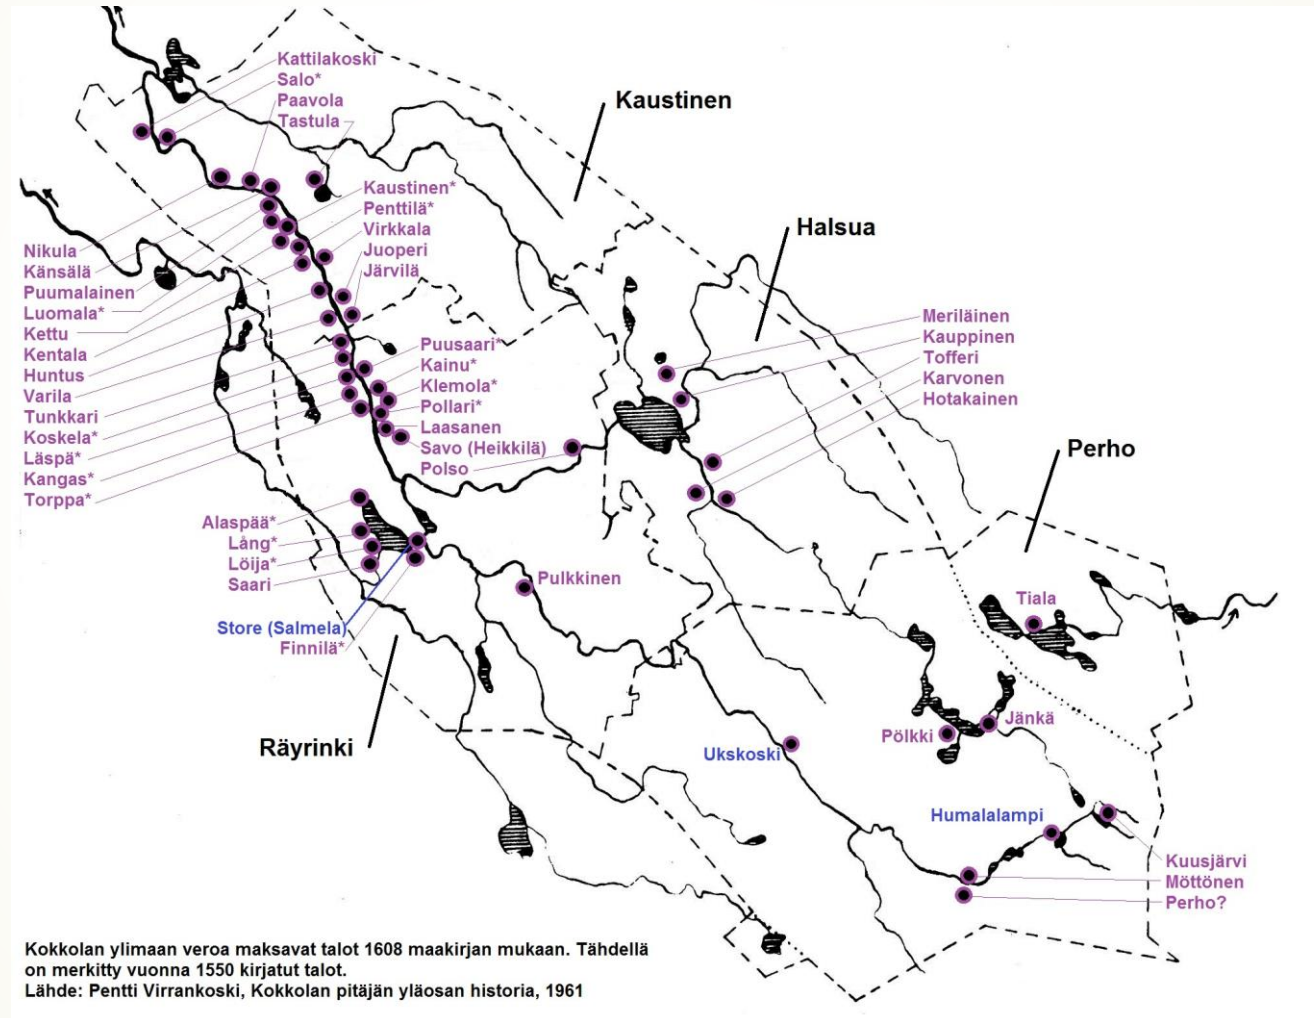 Kattilakoski
Salo*
Paavola
Tastula
Kaustinen
Kaustinen*
Penttilä*
Virkkala
Juoperi
Järvilä
Halsua
Nikula
Känsälä
Puumalainen
Luomala*
Kettu
Kentala
Huntus
Varila
Tunkkari
Koskela*
Läspä*
Kangas*
Torppa*
Puusaari*
Kainu*
Klemola*
Pollari*
Laasanen
Savo (Heikkilä)
Polso
Meriläinen
Kauppinen
Tofferi
Karvonen
Hotakainen
Perho
Alaspää*
Lång*
Löija*
Saari
Store (Salmela)
Finnilä*
Pulkkinen
Tiala
Räyrinki
Jänkä
Pölkki
Ukskoski
Humalalampi
Kuusjärvi
Möttönen
Perho?
Kokkolan ylimaan veroa maksavat talot 1608 maakirjan mukaan. Tähdellä
on merkitty vuonna 1550 kirjatut talot.
Lähde: Pentti Virrankoski, Kokkolan pitäjän yläosan historia, 1961